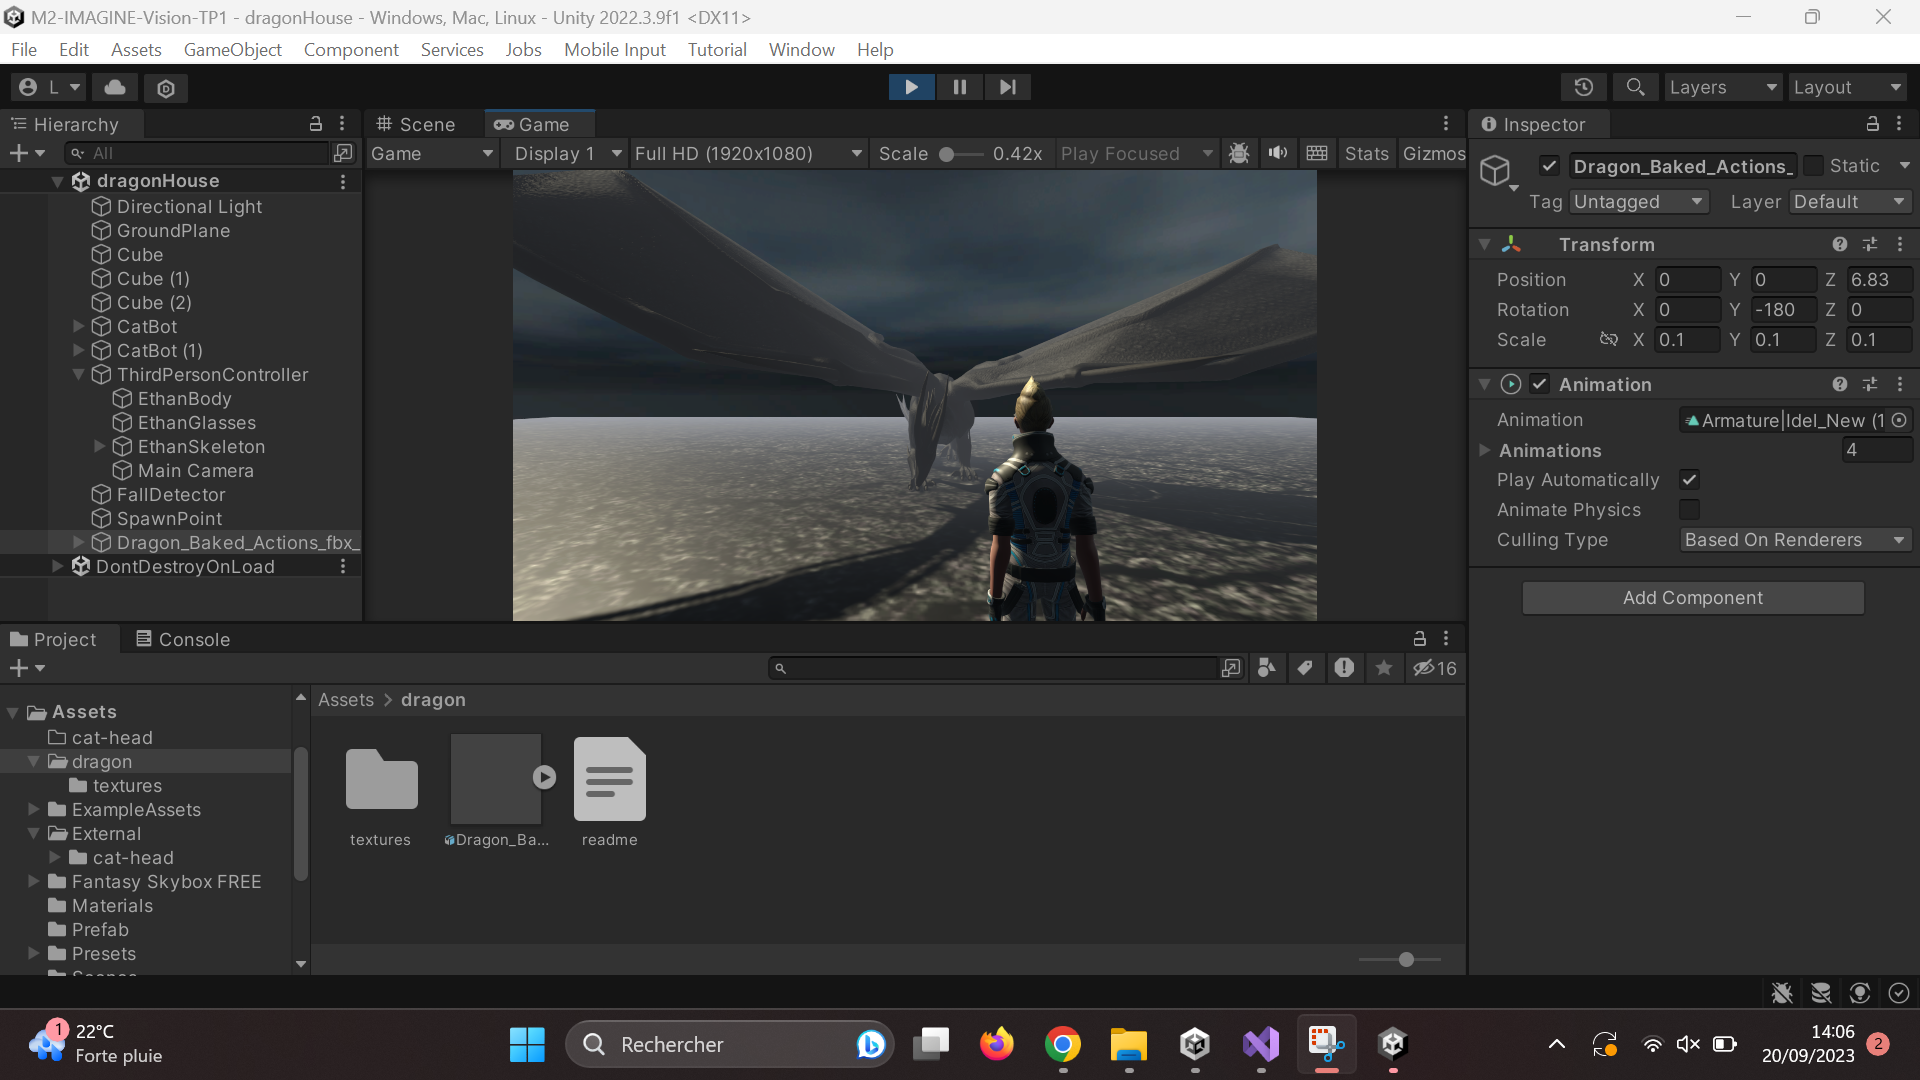 M2-IMAGINE-Vision-TP1 - dragonHouse - Windows, Mac, Linux - Unity 2022.3.9f1 <DX11>
File Edit Assets GameObject Component Services Jobs Mobile Input Tutorial Window Help
L Layers Layout
Hierarchy
All
dragonHouse
Directional Light
GroundPlane
Cube
Cube (1)
Cube (2)
CatBot
CatBot (1)
ThirdPersonController
EthanBody
EthanGlasses
EthanSkeleton
Main Camera
FallDetector
SpawnPoint
Dragon_Baked_Actions_fbx_
DontDestroyOnLoad
Scene Game
Game Display 1 Full HD (1920x1080) Scale 0.42x Play Focused Stats Gizmos
Inspector
Dragon_Baked_Actions_ Static
Tag Untagged Layer Default
Transform
Position X 0 Y 0 Z 6.83
Rotation X 0 Y -180 Z 0
Scale X 0.1 Y 0.1 Z 0.1
Animation
Animation Armature|Idel_New (1
Animations 4
Play Automatically
Animate Physics
Culling Type Based On Renderers
Add Component
Project Console
16
Assets
cat-head
dragon
textures
ExampleAssets
External
cat-head
Fantasy Skybox FREE
Materials
Prefab
Presets
Assets > dragon
textures Dragon_Ba... readme
1 22°C
Forte pluie
Rechercher
14:06
20/09/2023 2